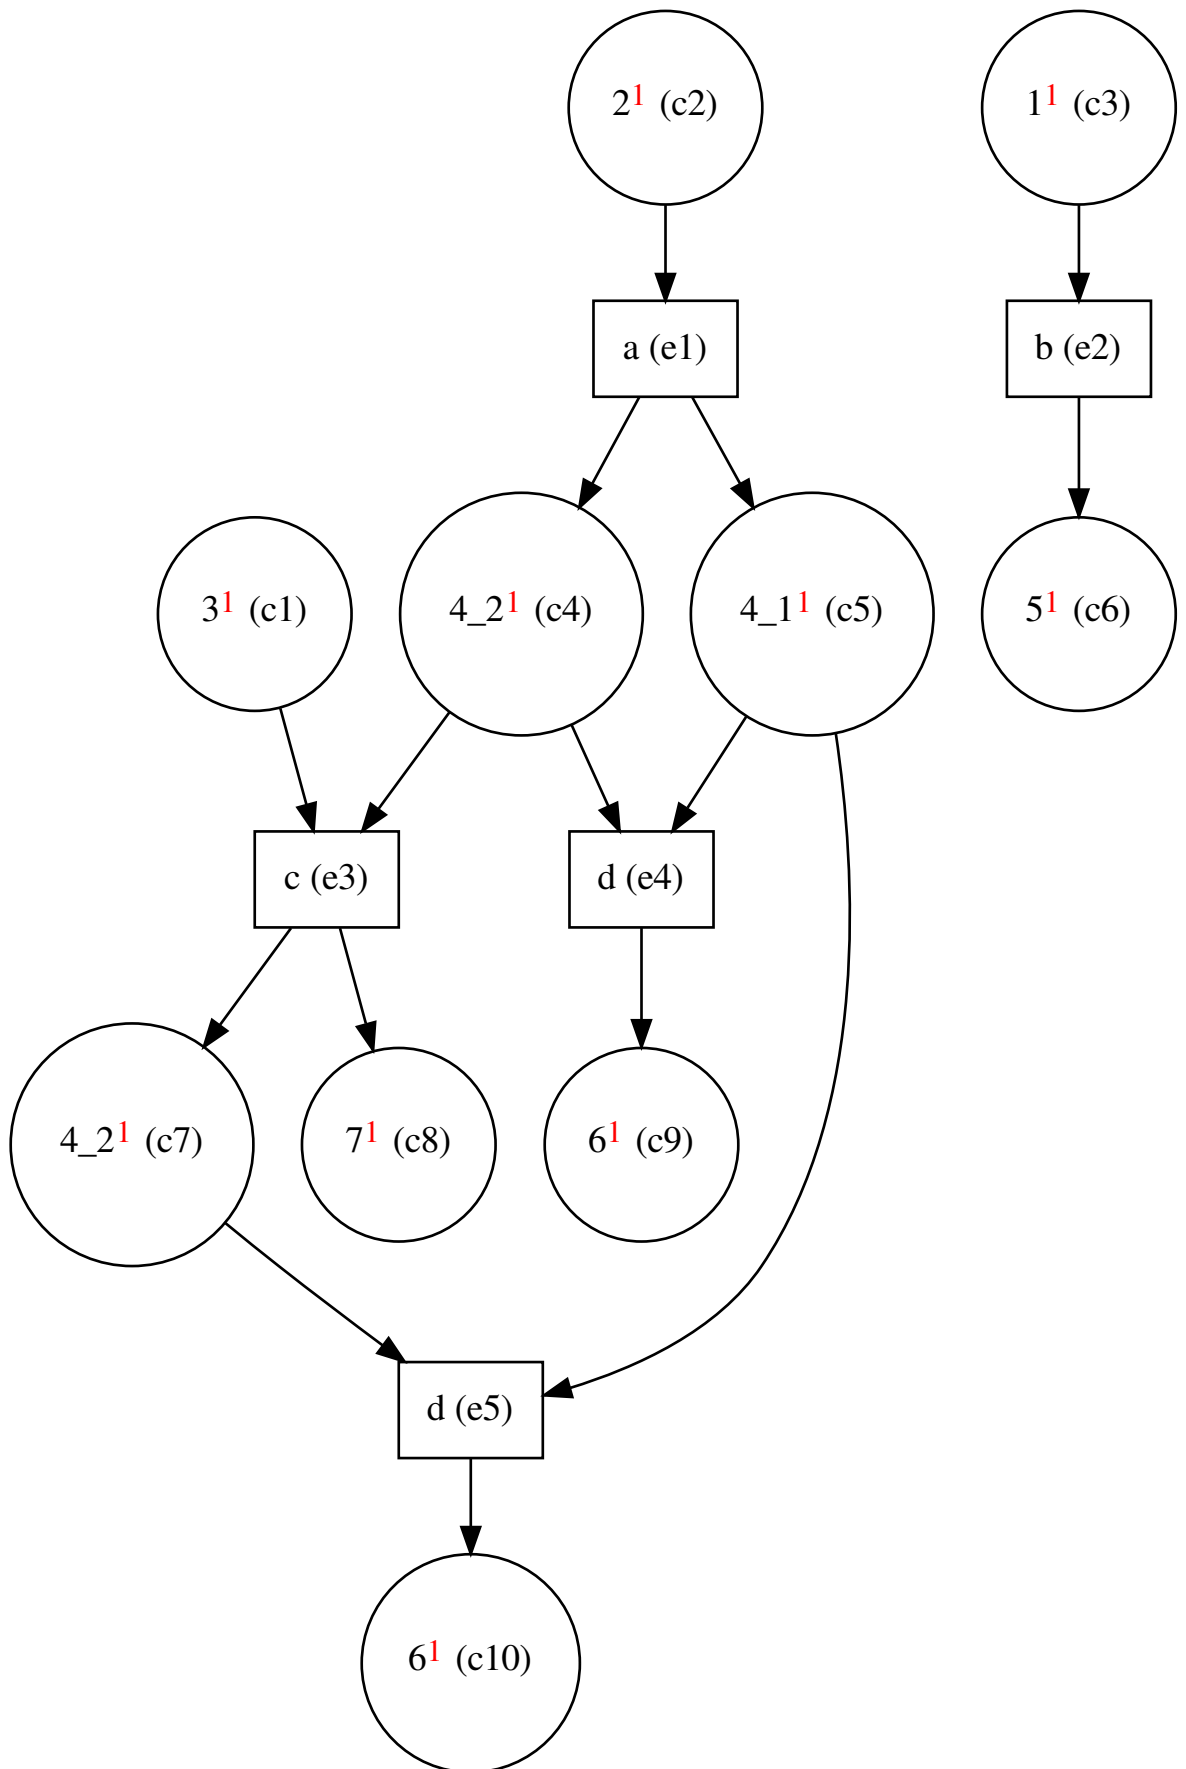 2¹ (c2)
1¹ (c3)
a (e1)
b (e2)
3¹ (c1)
4_2¹ (c4)
4_1¹ (c5)
5¹ (c6)
c (e3)
d (e4)
4_2¹ (c7)
7¹ (c8)
6¹ (c9)
d (e5)
6¹ (c10)